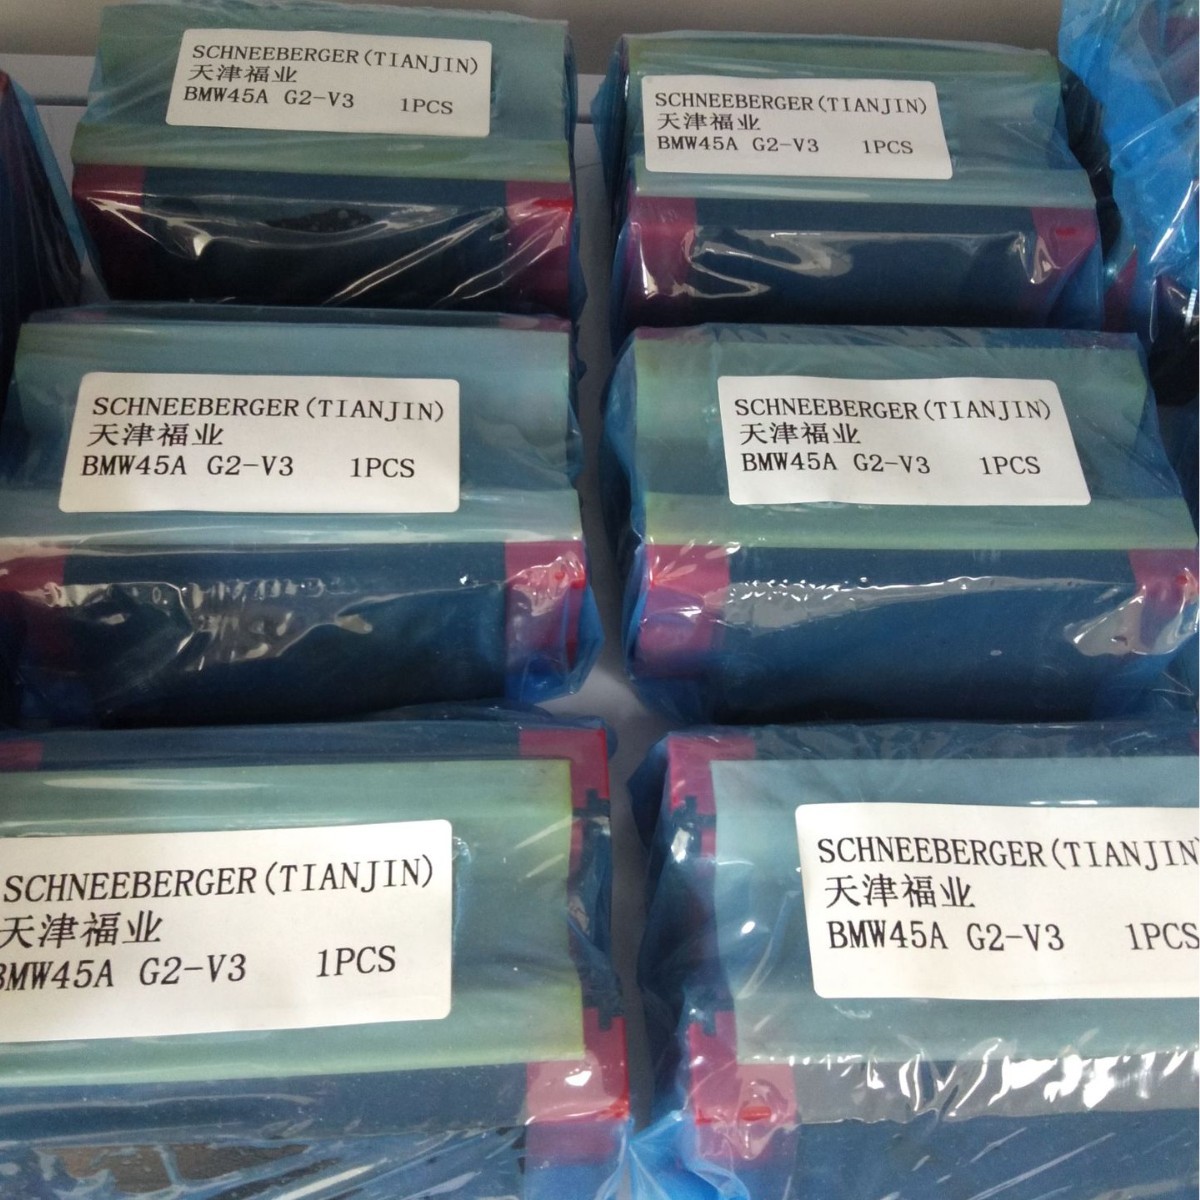 SCHNEEBERGER(TIANJIN)
天津福业
BMW45A G2-V3 1PCS
SCHNEEBERGER(TIANJIN)
天津福业
BMW45A G2-V3 1PCS
SCHNEEBERGER(TIANJIN)
天津福业
BMW45A G2-V3 1PCS
SCHNEEBERGER(TIANJIN)
天津福业
BMW45A G2-V3 1PCS
SCHNEEBERGER(TIANJIN)
天津福业
BMW45A G2-V3 1PCS
SCHNEEBERGER(TIANJIN)
天津福业
BMW45A G2-V3 1PCS